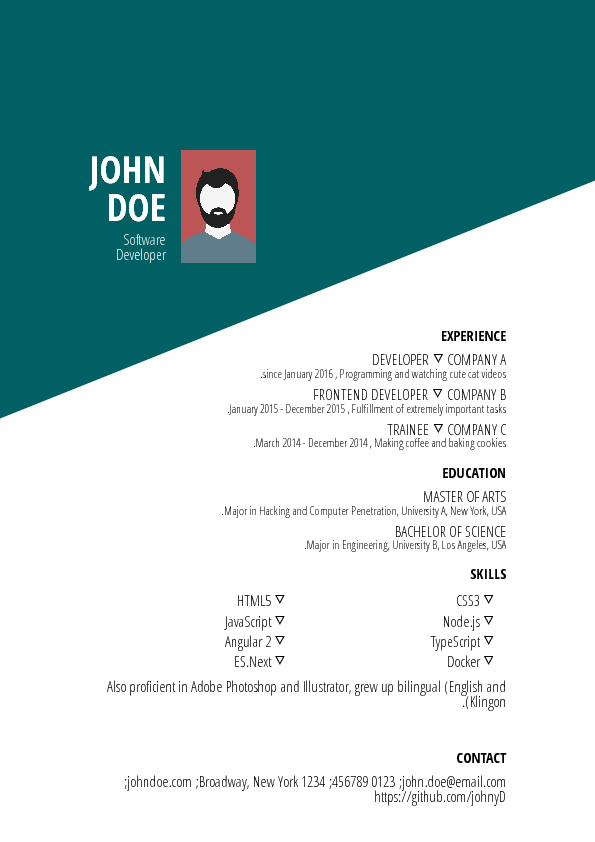 JOHN
DOE
Software
Developer
EXPERIENCE
DEVELOPER ▽ COMPANY A
.since January 2016 , Programming and watching cute cat videos
FRONTEND DEVELOPER ▽ COMPANY B
.January 2015 - December 2015 , Fulfillment of extremely important tasks
TRAINEE ▽ COMPANY C
.March 2014 - December 2014 , Making coffee and baking cookies
EDUCATION
MASTER OF ARTS
.Major in Hacking and Computer Penetration, University A, New York, USA
BACHELOR OF SCIENCE
.Major in Engineering, University B, Los Angeles, USA
SKILLS
HTML5 ▽ CSS3 ▽
JavaScript ▽ Node.js ▽
Angular 2 ▽ TypeScript ▽
ES.Next ▽ Docker ▽
Also proficient in Adobe Photoshop and Illustrator, grew up bilingual (English and
.(Klingon
CONTACT
;johndoe.com ;Broadway, New York 1234 ;456789 0123 ;john.doe@email.com
https://github.com/johnyD